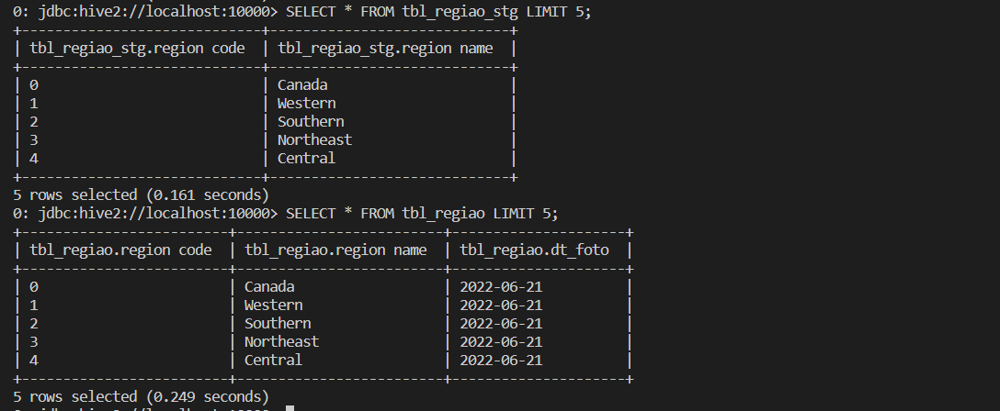 0: jdbc:hive2://localhost:10000> SELECT * FROM tbl_regiao_stg LIMIT 5;
+-----------------------------+-----------------------------+
| tbl_regiao_stg.region code  | tbl_regiao_stg.region name  |
+-----------------------------+-----------------------------+
| 0                           | Canada                      |
| 1                           | Western                     |
| 2                           | Southern                    |
| 3                           | Northeast                   |
| 4                           | Central                     |
+-----------------------------+-----------------------------+
5 rows selected (0.161 seconds)
0: jdbc:hive2://localhost:10000> SELECT * FROM tbl_regiao LIMIT 5;
+-------------------------+-------------------------+---------------------+
| tbl_regiao.region code  | tbl_regiao.region name  | tbl_regiao.dt_foto  |
+-------------------------+-------------------------+---------------------+
| 0                       | Canada                  | 2022-06-21          |
| 1                       | Western                 | 2022-06-21          |
| 2                       | Southern                | 2022-06-21          |
| 3                       | Northeast               | 2022-06-21          |
| 4                       | Central                 | 2022-06-21          |
+-------------------------+-------------------------+---------------------+
5 rows selected (0.249 seconds)